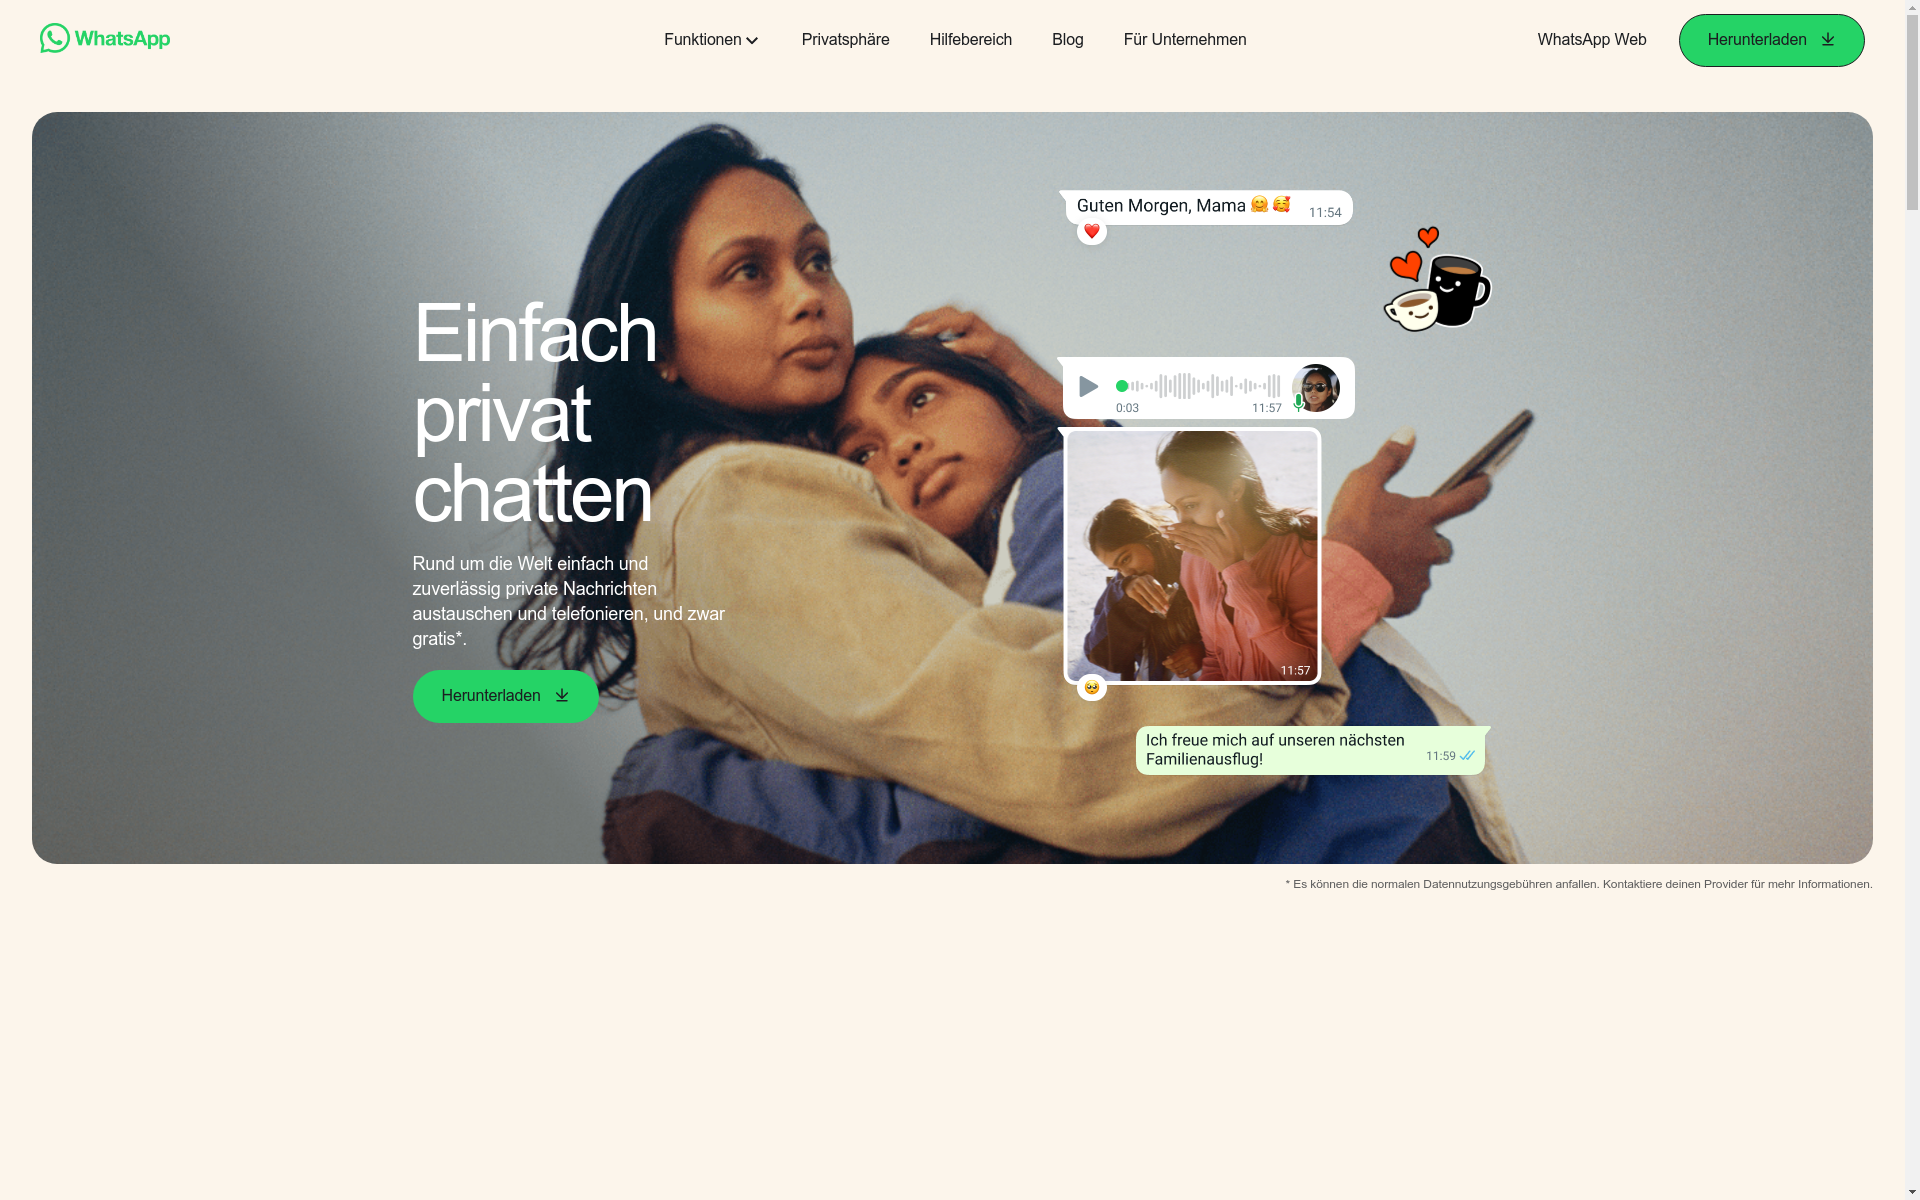 WhatsApp
Funktionen
Privatsphäre
Hilfebereich
Blog
Für Unternehmen
WhatsApp Web
Herunterladen
Einfach
privat
chatten
Rund um die Welt einfach und
zuverlässig private Nachrichten
austauschen und telefonieren, und zwar
gratis*.
Herunterladen
Guten Morgen, Mama 🤗🥰 11:54
0:03 11:57
11:57
Ich freue mich auf unseren nächsten
Familienausflug! 11:59
* Es können die normalen Datennutzungsgebühren anfallen. Kontaktiere deinen Provider für mehr Informationen.